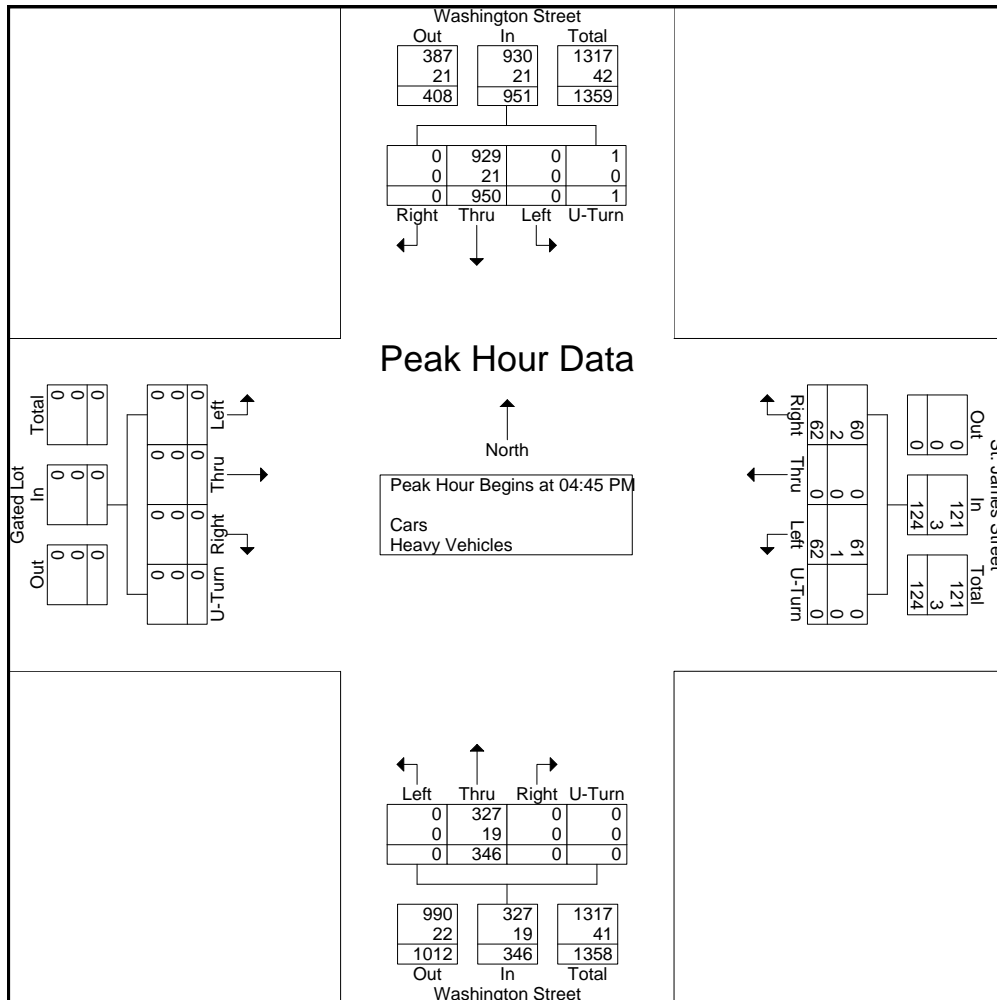 Washington Street
Out In Total
387 930 1317
21 21 42
408 951 1359
0 929 0 1
0 21 0 0
0 950 0 1
Right Thru Left U-Turn
Peak Hour Data
North
Peak Hour Begins at 04:45 PM
Cars
Heavy Vehicles
Gated Lot
Total In Out
0 0 0
0 0 0
0 0 0
Left Thru Right U-Turn
0 0 0 0
0 0 0 0
0 0 0 0
St. James Street
Out In Total
0 121 121
0 3 3
0 124 124
Right Thru Left U-Turn
60 0 61 0
2 0 1 0
62 0 62 0
Left Thru Right U-Turn
0 327 0 0
0 19 0 0
0 346 0 0
990 327 1317
22 19 41
1012 346 1358
Out In Total
Washington Street